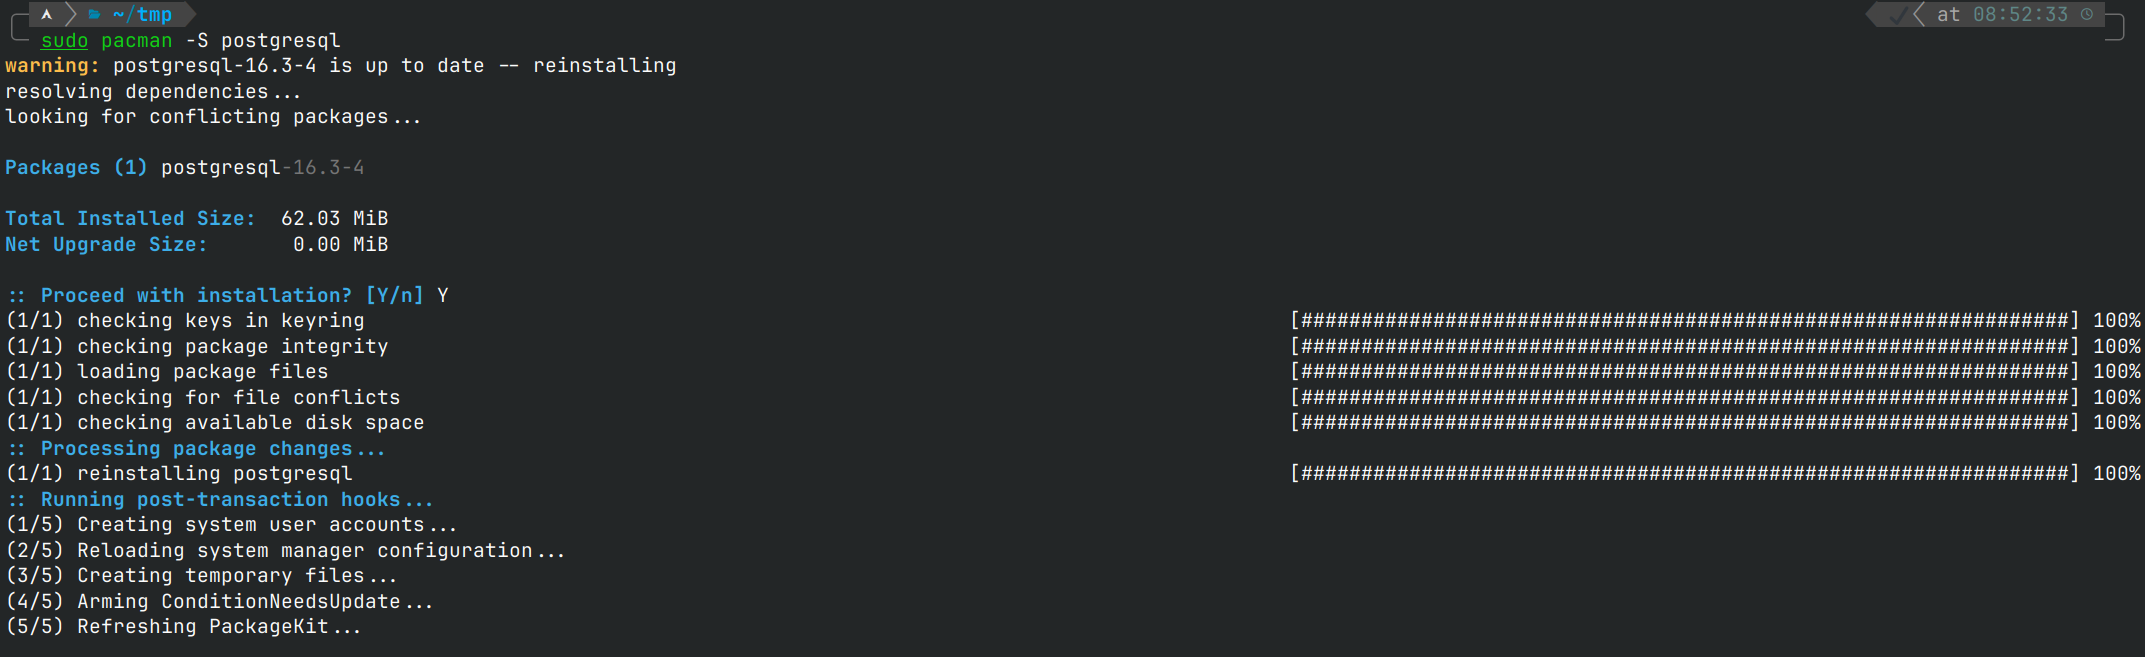 ~/tmp at 08:52:33
sudo pacman -S postgresql
warning: postgresql-16.3-4 is up to date -- reinstalling
resolving dependencies...
looking for conflicting packages...
Packages (1) postgresql-16.3-4
Total Installed Size: 62.03 MiB
Net Upgrade Size: 0.00 MiB
:: Proceed with installation? [Y/n] Y
(1/1) checking keys in keyring [################################################################] 100%
(1/1) checking package integrity [################################################################] 100%
(1/1) loading package files [################################################################] 100%
(1/1) checking for file conflicts [################################################################] 100%
(1/1) checking available disk space [################################################################] 100%
:: Processing package changes...
(1/1) reinstalling postgresql [################################################################] 100%
:: Running post-transaction hooks...
(1/5) Creating system user accounts...
(2/5) Reloading system manager configuration...
(3/5) Creating temporary files...
(4/5) Arming ConditionNeedsUpdate...
(5/5) Refreshing PackageKit...